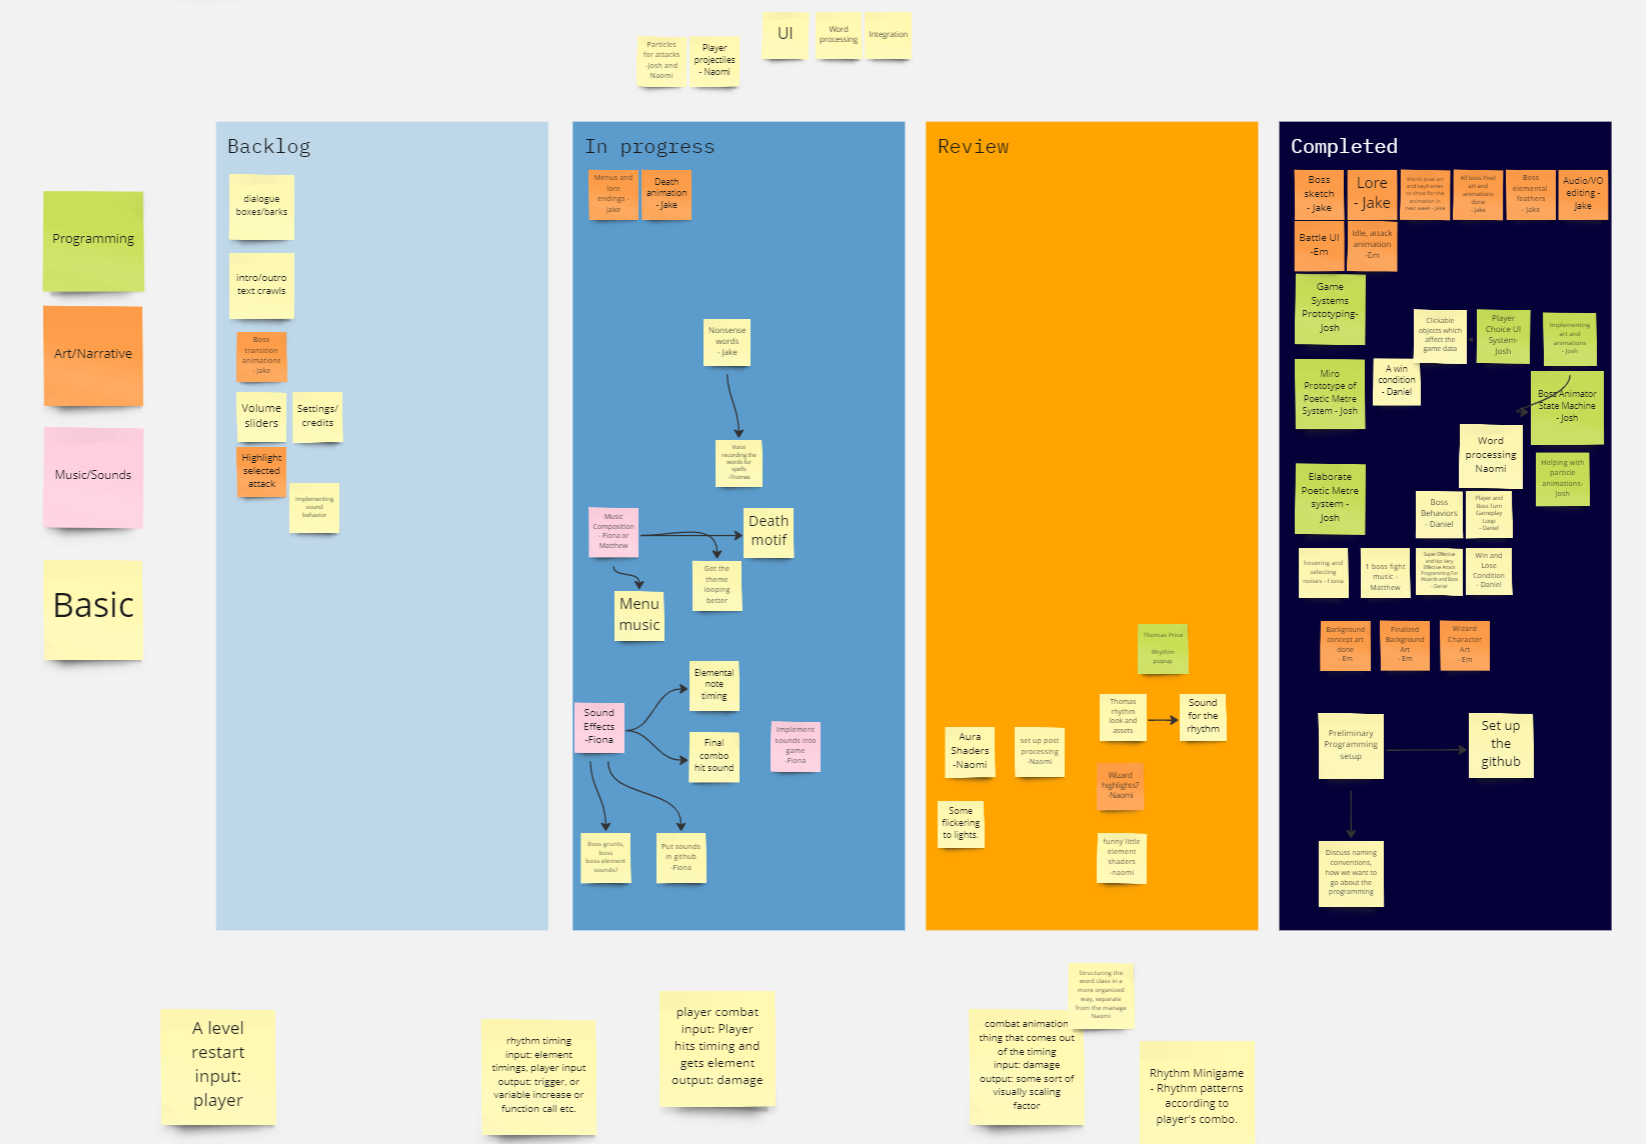 Particles
for attacks
-Josh and
Naomi
Player
projectiles
- Naomi
UI
Word
processing
Integration
Programming
Art/Narrative
Music/Sounds
Basic
Backlog
dialogue
boxes/barks
intro/outro
text crawls
Boss
transition
animations
- Jake
Volume
sliders
Settings/
credits
Highlight
selected
attack
Implementing
sound
behavior
In progress
Menus and
lore
endings -
Jake
Death
animation
- Jake
Nonsense
words
- Jake
Voice
recording the
words for
spells
-Thomas
Music
Composition
- Fiona or
Matthew
Death
motif
Get the
theme
looping
better
Menu
music
Elemental
note
timing
Sound
Effects
-Fiona
Final
combo
hit sound
Implement
sounds into
game
-Fiona
Boss grunts,
boss
boss element
sounds?
Put sounds
in github
-Fiona
Review
Thomas Price
Rhythm
popup
Thomas
rhythm
look and
assets
Sound
for the
rhythm
Aura
Shaders
-Naomi
set up post
processing
-Naomi
Wizard
highlights?
-Naomi
Some
flickering
to lights.
funny little
element
shaders
-naomi
Completed
Boss
sketch
- Jake
Lore
- Jake
pixel art
and keyframes
to show for the
animation in
next week - Jake
All boss Pixel
art and
animations
done
- Jake
Boss
elemental
feathers
- Jake
Audio/VO
editing -
Jake
Battle UI
-Em
Idle, attack
animation
-Em
Game
Systems
Prototyping-
Josh
Clickable
objects which
affect the
game data
Player
Choice UI
System-
Josh
Implementing
art and
animations
- Josh
Miro
Prototype of
Poetic Metre
System - Josh
A win
condition
- Daniel
Boss Animator
State Machine
- Josh
Word
processing
Naomi
Helping with
particle
animations-
Josh
Elaborate
Poetic Metre
system -
Josh
Boss
Behaviors
- Daniel
Player and
Boss Turn
Gameplay
Loop
- Daniel
hovering and
selecting
noises - Fiona
1 boss fight
music -
Matthew
Super Effective
and Not Very
Effective Attack
Programming For
Wizards and Boss
- Daniel
Win and
Lose
Condition
- Daniel
Background
concept art
done
- Em
Finalized
Background
Art
- Em
Wizard
Character
Art
- Em
Preliminary
Programming
setup
Set up
the
github
Discuss naming
conventions,
how we want to
go about the
programming
A level
restart
input:
player
rhythm timing
input: element
timings, player input
output: trigger, or
variable increase or
function call etc.
player combat
input: Player
hits timing and
gets element
output: damage
Structuring the
word class in a
more organized
way, separate
from the manage
Naomi
combat animation
thing that comes out
of the timing
input: damage
output: some sort of
visually scaling
factor
Rhythm Minigame
- Rhythm patterns
according to
player's combo.